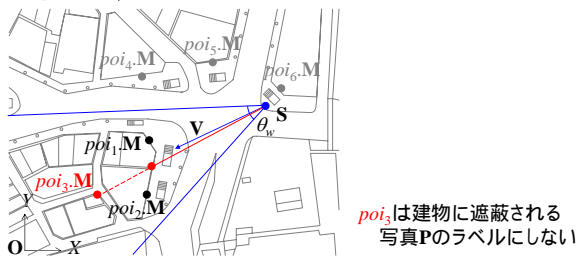 poi₅.M
poi₄.M
poi₆.M
S
V
θw
poi₁.M
poi₃.M
poi₂.M
Y
O
X
poi₃は建物に遮蔽される
写真Pのラベルにしない